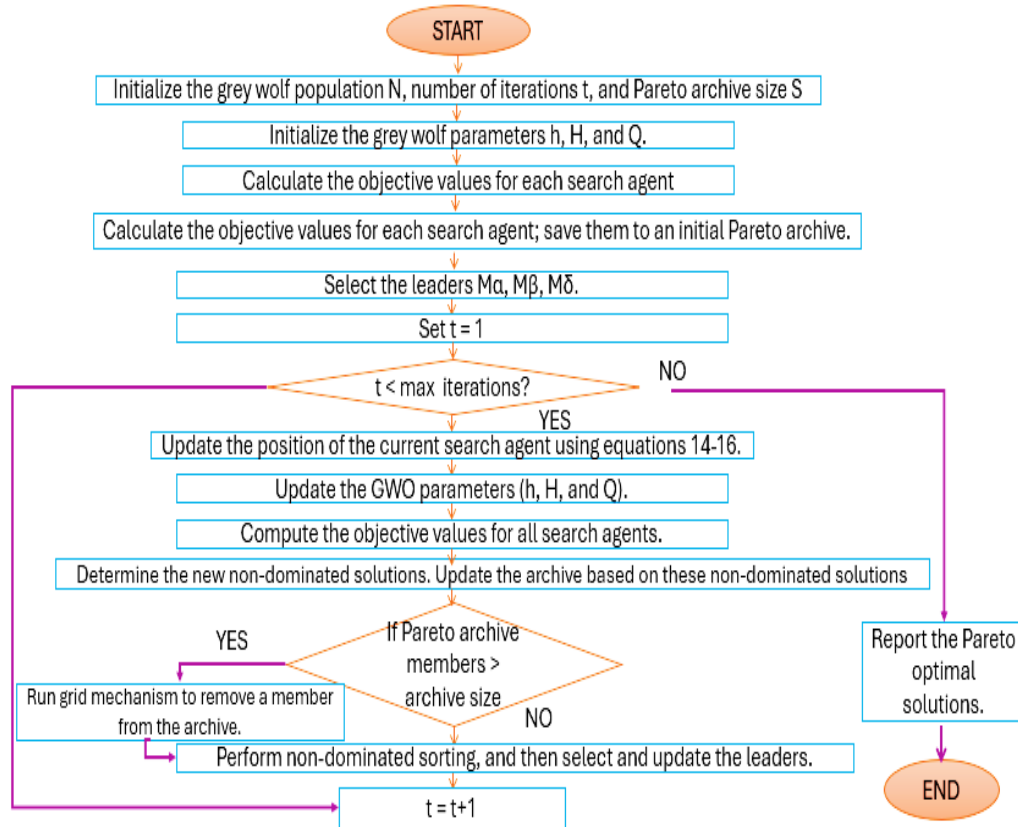 START
Initialize the grey wolf population N, number of iterations t, and Pareto archive size S
Initialize the grey wolf parameters h, H, and Q.
Calculate the objective values for each search agent
Calculate the objective values for each search agent; save them to an initial Pareto archive.
Select the leaders Mα, Mβ, Mδ.
Set t = 1
t < max iterations?
NO
YES
Update the position of the current search agent using equations 14-16.
Update the GWO parameters (h, H, and Q).
Compute the objective values for all search agents.
Determine the new non-dominated solutions. Update the archive based on these non-dominated solutions
If Pareto archive
members >
archive size
YES
NO
Run grid mechanism to remove a member
from the archive.
Perform non-dominated sorting, and then select and update the leaders.
t = t+1
Report the Pareto
optimal
solutions.
END